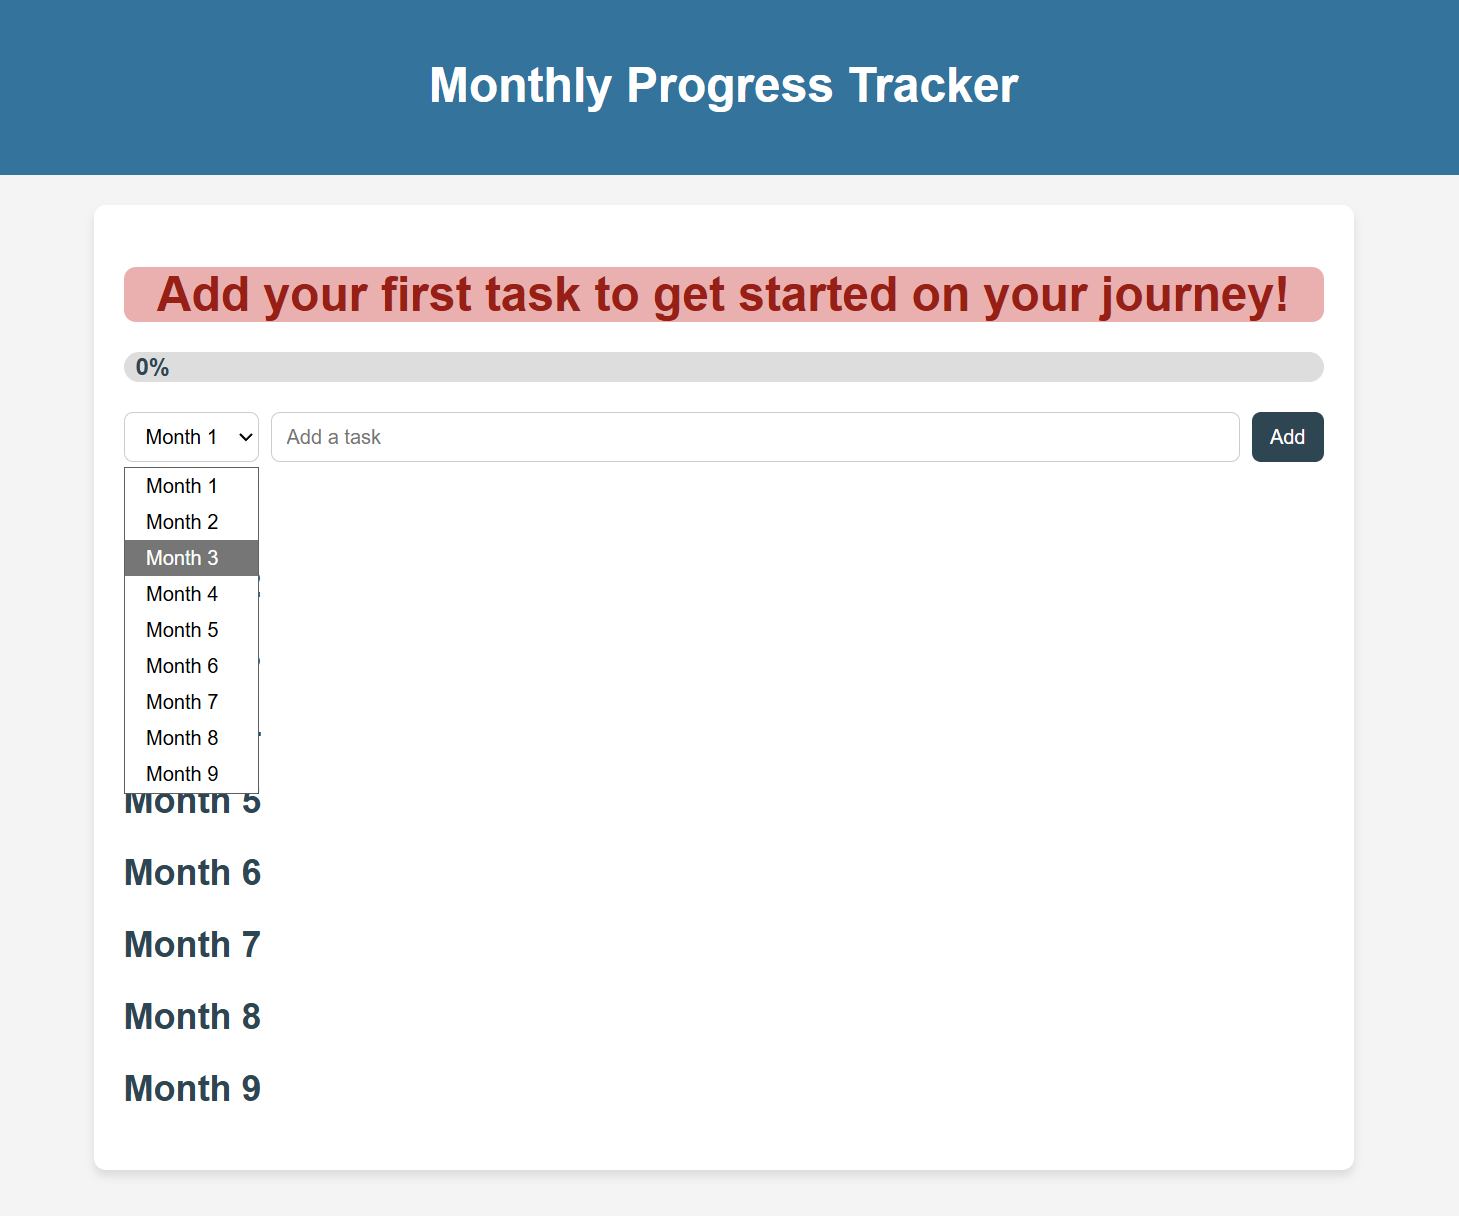 Monthly Progress Tracker
Add your first task to get started on your journey!
0%
Month 1
Add a task
Add
Month 1
Month 2
Month 3
Month 4
Month 5
Month 6
Month 7
Month 8
Month 9
Month 5
Month 6
Month 7
Month 8
Month 9